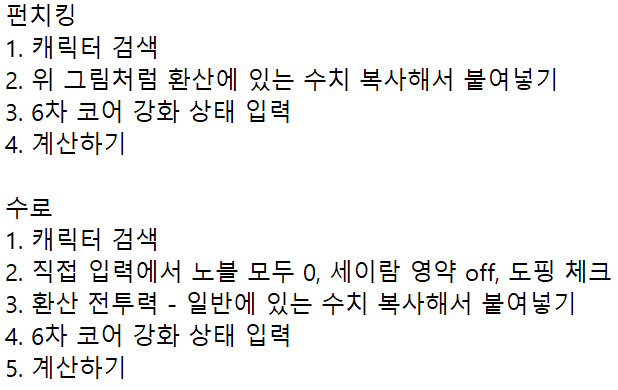 펀치킹
1. 캐릭터 검색
2. 위 그림처럼 환산에 있는 수치 복사해서 붙여넣기
3. 6차 코어 강화 상태 입력
4. 계산하기
수로
1. 캐릭터 검색
2. 직접 입력에서 노블 모두 0, 세이람 영약 off, 도핑 체크
3. 환산 전투력 - 일반에 있는 수치 복사해서 붙여넣기
4. 6차 코어 강화 상태 입력
5. 계산하기